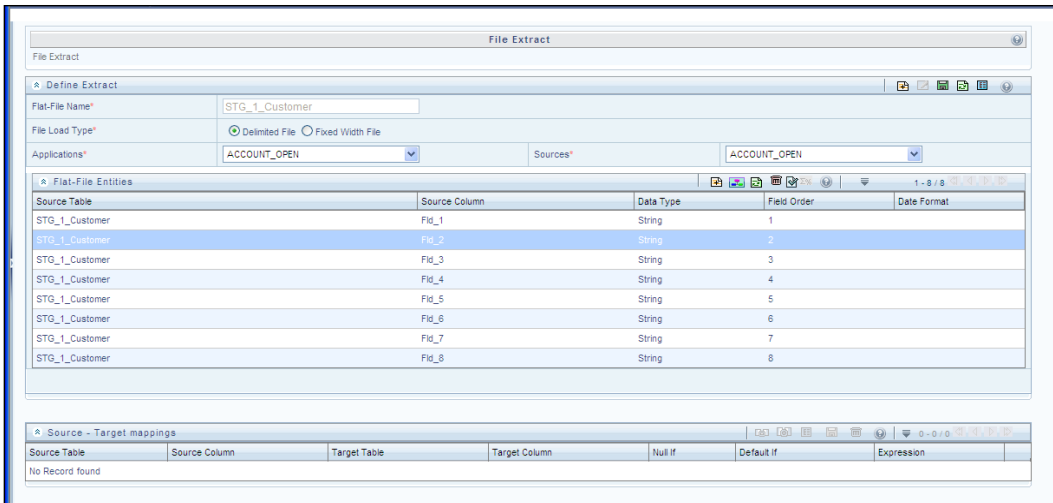 File Extract
File Extract
Define Extract
Flat-File Name*
STG_1_Customer
File Load Type*
Delimited File Fixed Width File
Applications* ACCOUNT_OPEN Sources* ACCOUNT_OPEN
Flat-File Entities 1 - 8 / 8
Source Table Source Column Data Type Field Order Date Format
STG_1_Customer Fld_1 String 1
STG_1_Customer Fld_2 String 2
STG_1_Customer Fld_3 String 3
STG_1_Customer Fld_4 String 4
STG_1_Customer Fld_5 String 5
STG_1_Customer Fld_6 String 6
STG_1_Customer Fld_7 String 7
STG_1_Customer Fld_8 String 8
Source - Target mappings 0 - 0 / 0
Source Table Source Column Target Table Target Column Null If Default If Expression
No Record found